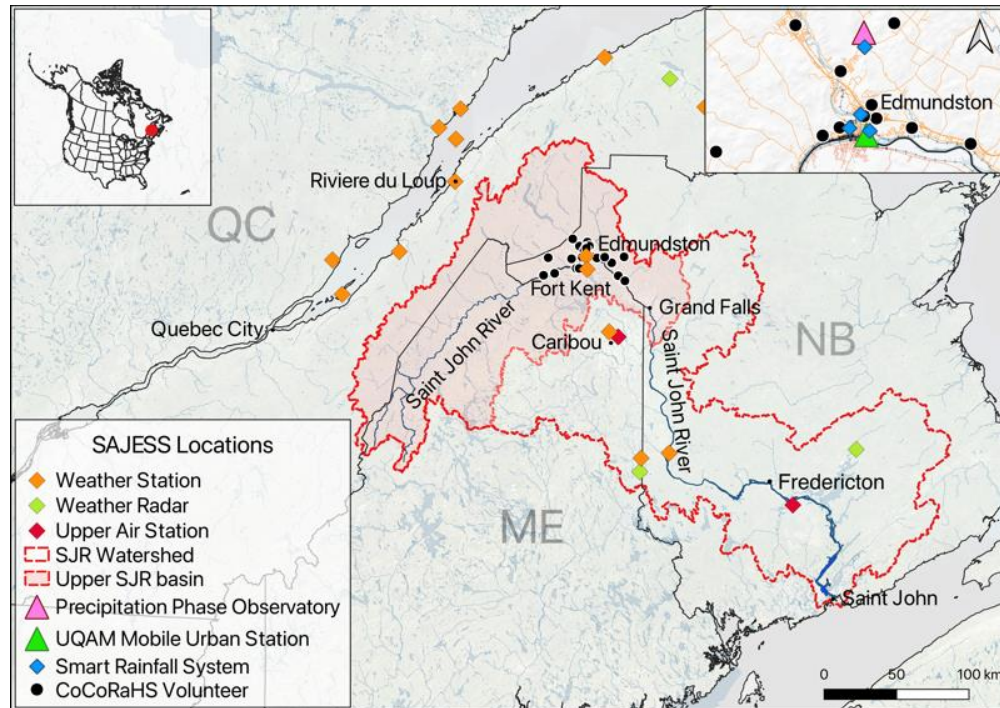 Edmundston
Riviere du Loup
QC
Edmundston
Fort Kent
Grand Falls
Quebec City
Caribou
NB
Saint John River
Saint John River
SAJESS Locations
Weather Station
Weather Radar
Upper Air Station
SJR Watershed
Upper SJR basin
Precipitation Phase Observatory
UQAM Mobile Urban Station
Smart Rainfall System
CoCoRaHS Volunteer
Fredericton
ME
Saint John
0 50 100 km